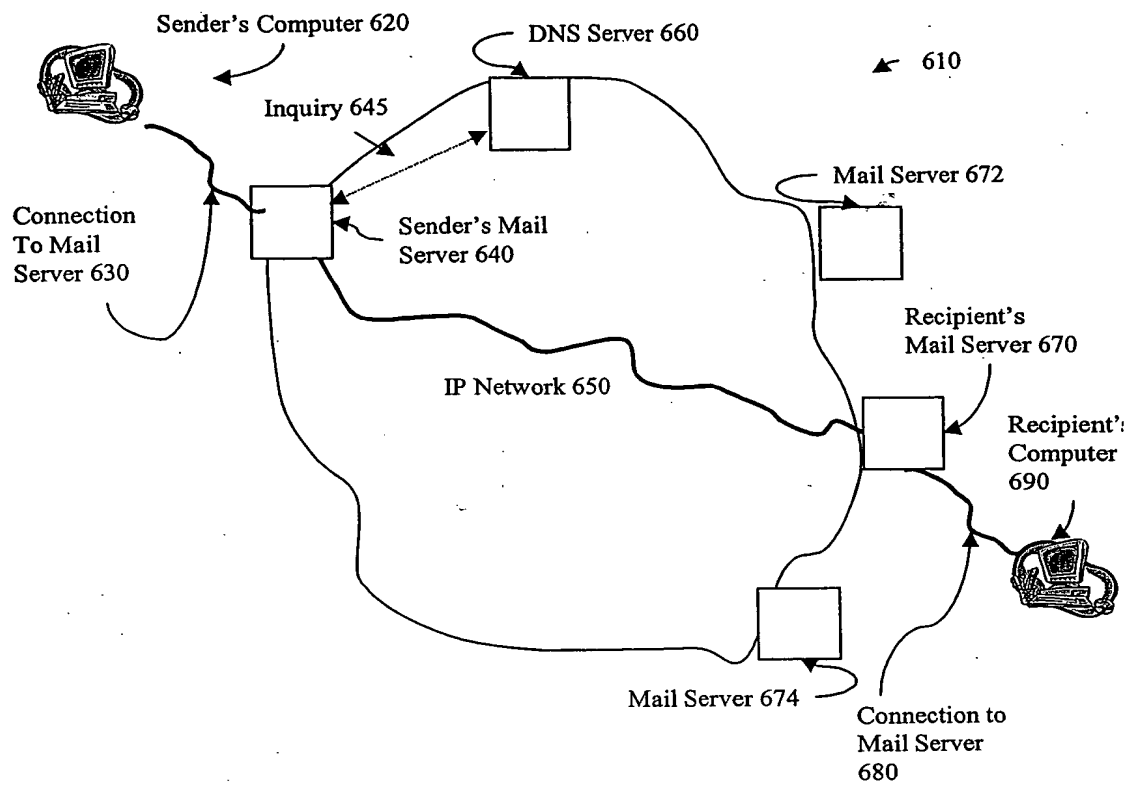 Sender's Computer 620
DNS Server 660
610
Inquiry 645
Mail Server 672
Connection
To Mail
Server 630
Sender's Mail
Server 640
Recipient's
Mail Server 670
IP Network 650
Recipient's
Computer
690
Mail Server 674
Connection to
Mail Server
680